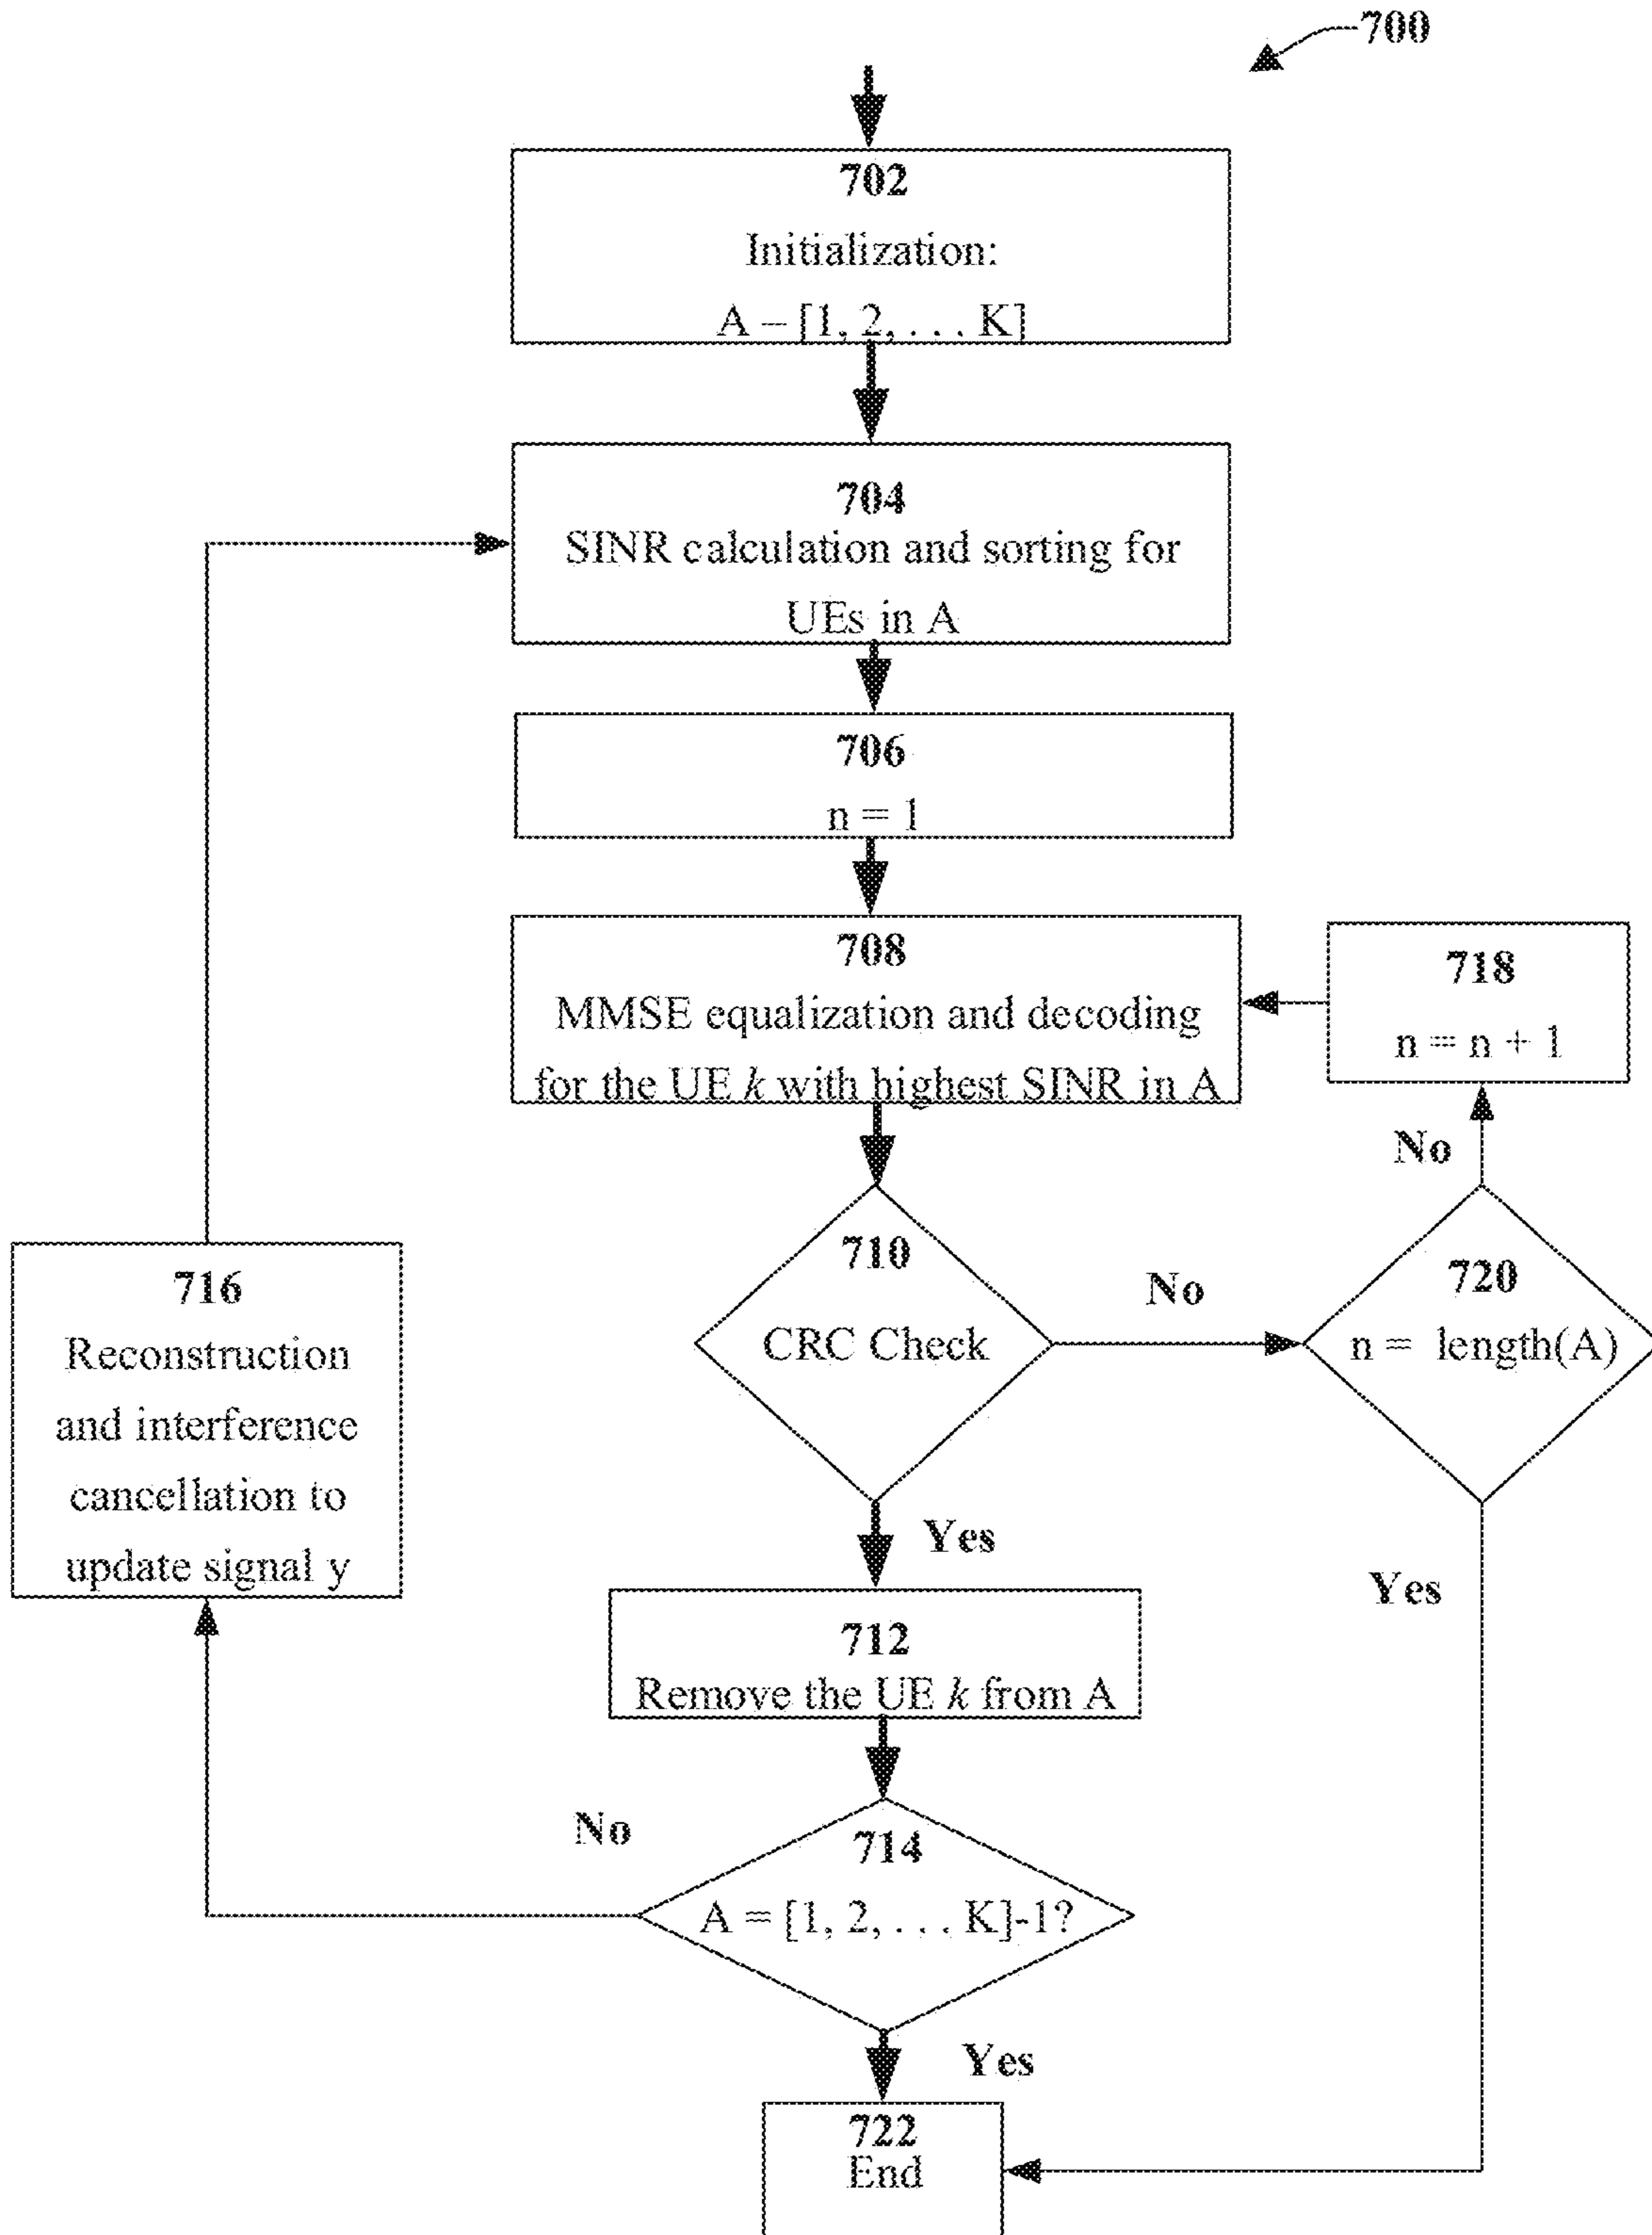 700
702
Initialization:
A – [1, 2, . . . K]
704
SINR calculation and sorting for
UEs in A
706
n = 1
708
MMSE equalization and decoding
for the UE k with highest SINR in A
718
n = n + 1
No
710
CRC Check
No
720
n = length(A)
716
Reconstruction
and interference
cancellation to
update signal y
Yes
Yes
712
Remove the UE k from A
No
714
A = [1, 2, . . . K]-1?
Yes
722
End